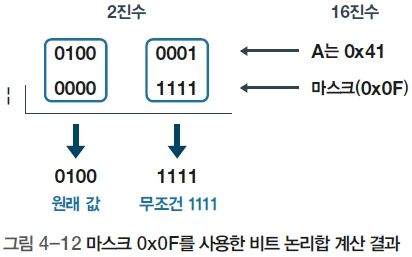 2진수 16진수
0100 0001 A는 0x41
¦ 0000 1111 마스크(0x0F)
0100 1111
원래 값 무조건 1111
그림 4-12 마스크 0x0F를 사용한 비트 논리합 계산 결과